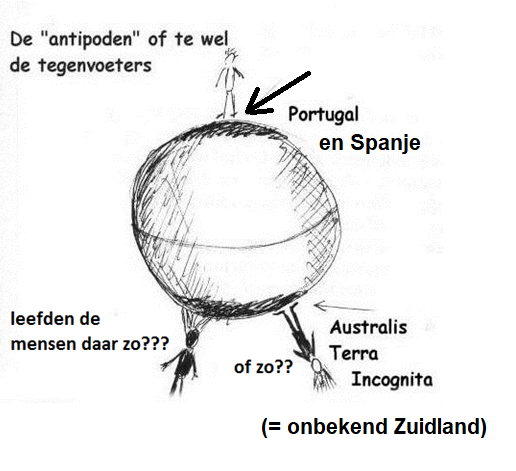 De "antipoden" of te wel
de tegenvoeters
Portugal
en Spanje
leefden de
mensen daar zo???
of zo??
Australis
Terra
Incognita
(= onbekend Zuidland)